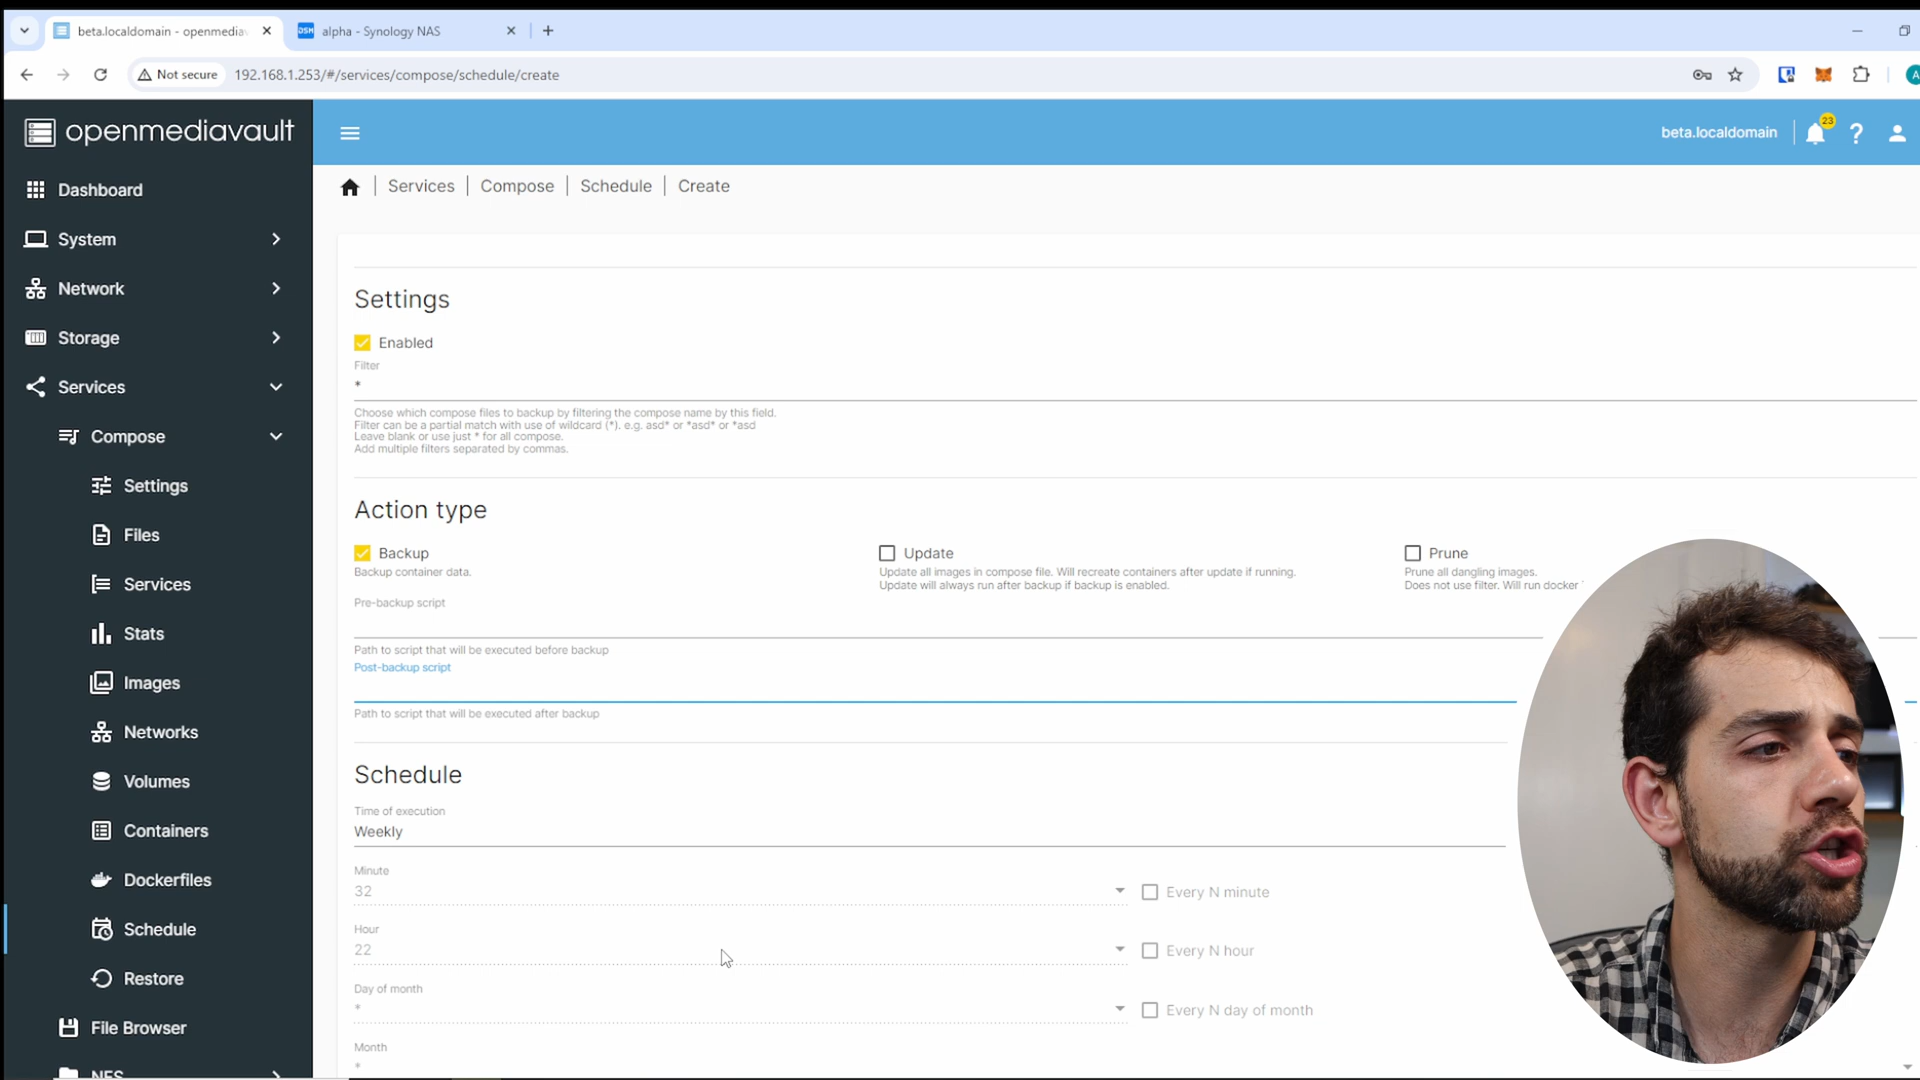 beta.localdomain - openmediav
DSM
alpha - Synology NAS
Not secure
192.168.1.253/#/services/compose/schedule/create
A
openmediavault
beta.localdomain
23
Services | Compose | Schedule | Create
Dashboard
System
Network
Storage
Services
Compose
Settings
Files
Services
Stats
Images
Networks
Volumes
Containers
Dockerfiles
Schedule
Restore
File Browser
NFS
Settings
Enabled
Filter
*
Choose which compose files to backup by filtering the compose name by this field.
Filter can be a partial match with use of wildcard (*). e.g. asd* or *asd* or *asd
Leave blank or use just * for all compose.
Add multiple filters separated by commas.
Action type
Backup
Backup container data.
Update
Update all images in compose file. Will recreate containers after update if running.
Update will always run after backup if backup is enabled.
Prune
Prune all dangling images.
Does not use filter. Will run docker
Pre-backup script
Path to script that will be executed before backup
Post-backup script
Path to script that will be executed after backup
Schedule
Time of execution
Weekly
Minute
32
Every N minute
Hour
22
Every N hour
Day of month
*
Every N day of month
Month
*